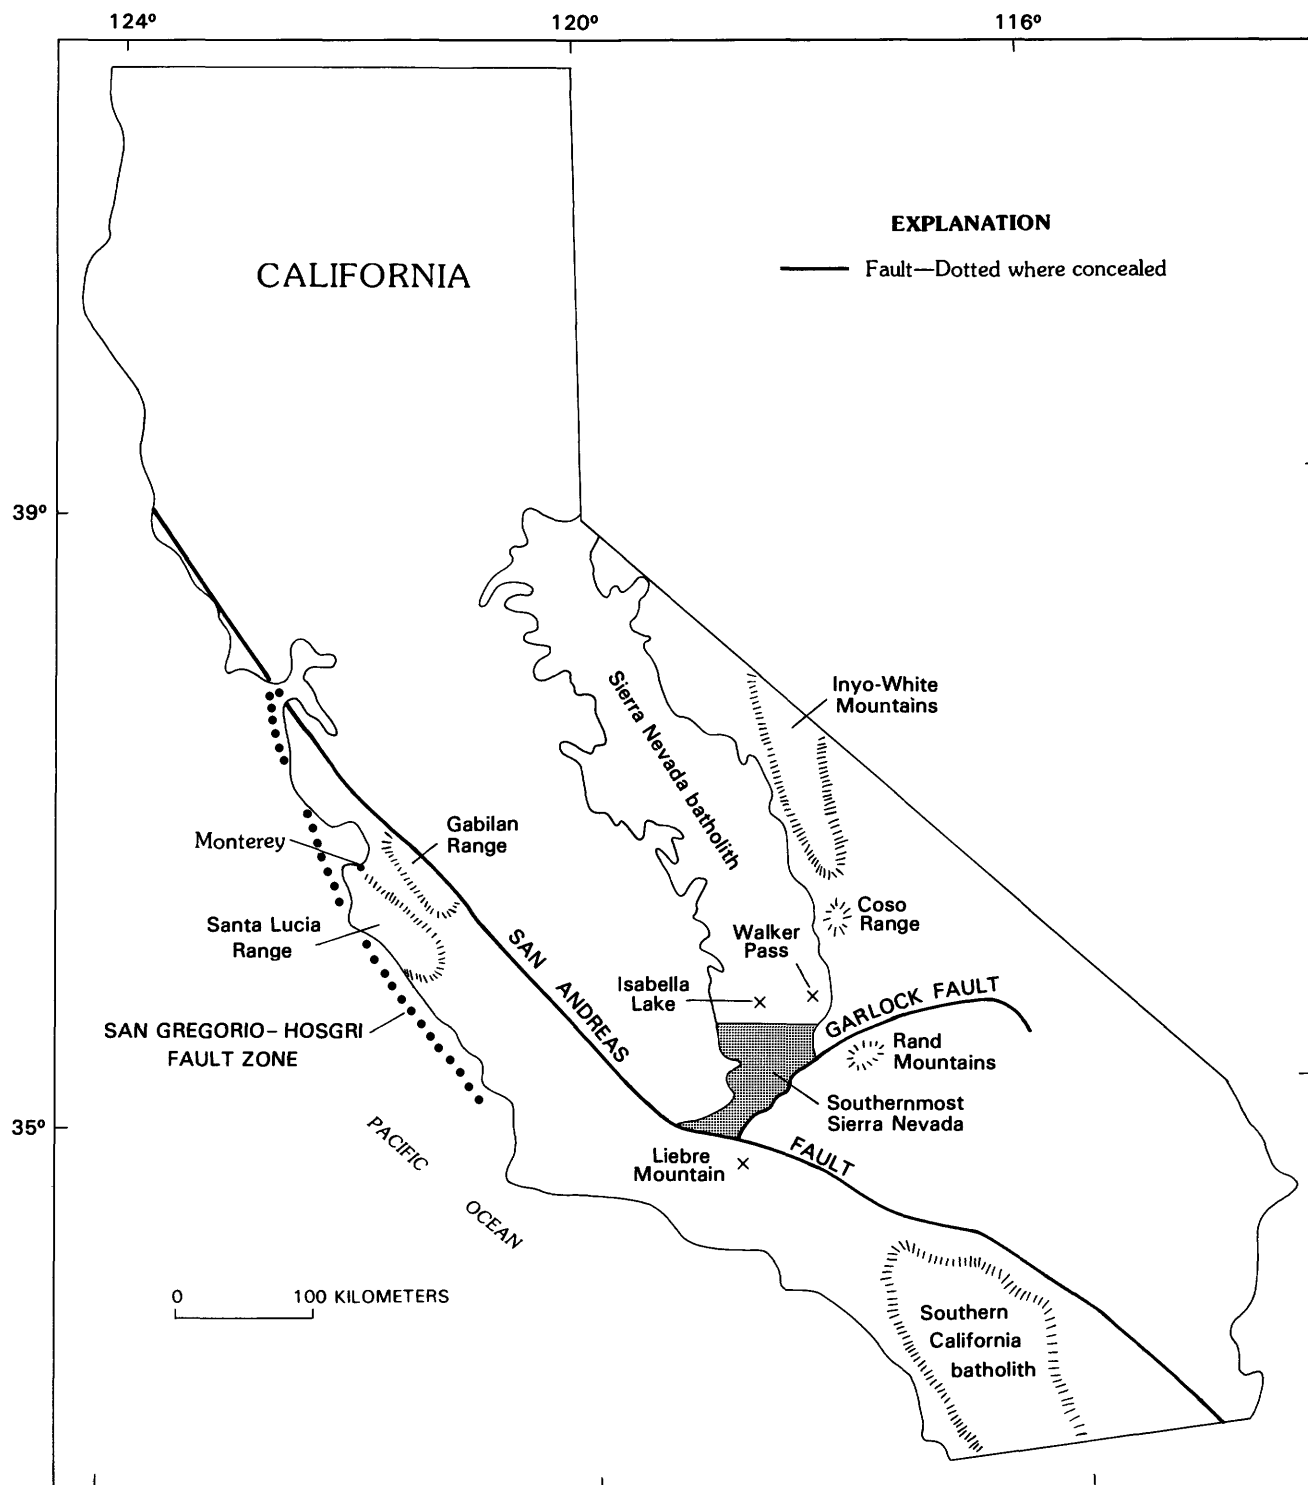 124°
120°
116°
EXPLANATION
Fault—Dotted where concealed
CALIFORNIA
39°
Inyo-White
Mountains
Sierra Nevada batholith
Gabilan
Range
Monterey
Coso
Range
Santa Lucia
Range
Walker
Pass
SAN ANDREAS
Isabella
Lake
GARLOCK FAULT
SAN GREGORIO–HOSGRI
FAULT ZONE
Rand
Mountains
Southernmost
Sierra Nevada
35°
PACIFIC
OCEAN
Liebre
Mountain
FAULT
0 100 KILOMETERS
Southern
California
batholith